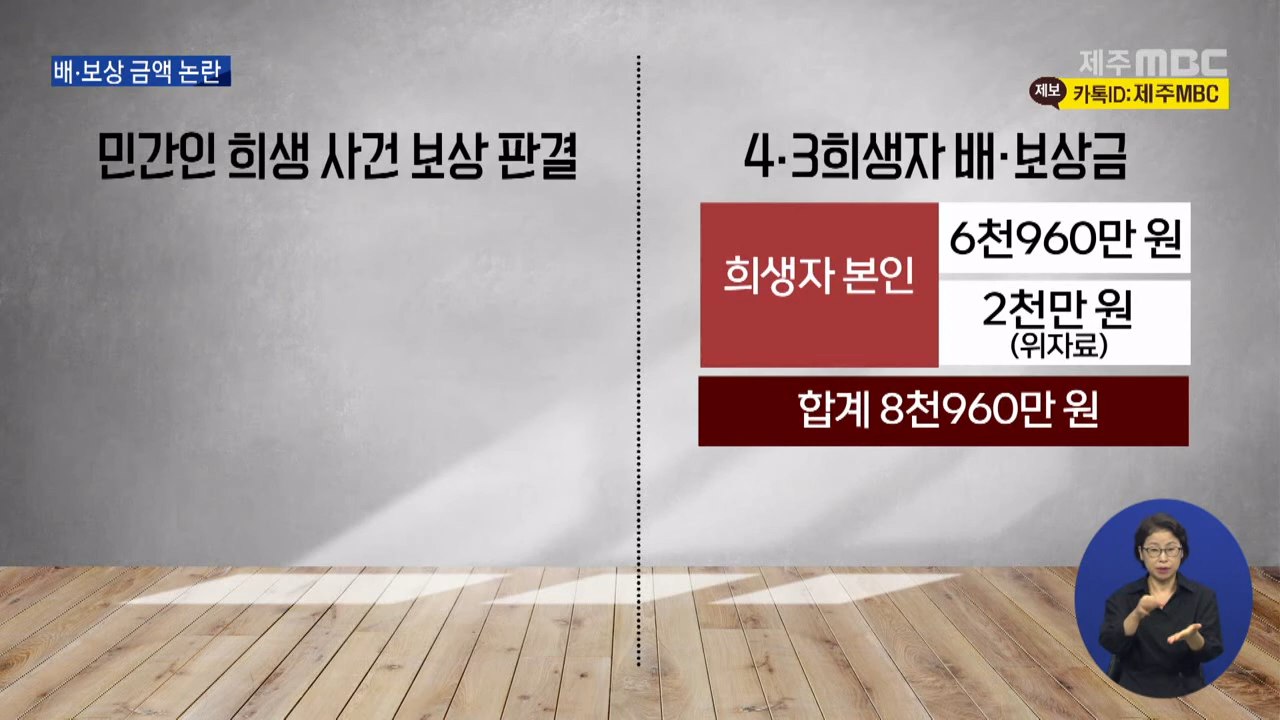 배·보상 금액 논란
제주MBC
제보 카톡ID:제주MBC
민간인 희생 사건 보상 판결
4·3희생자 배·보상금
희생자 본인
6천960만 원
2천만 원
(위자료)
합계 8천960만 원